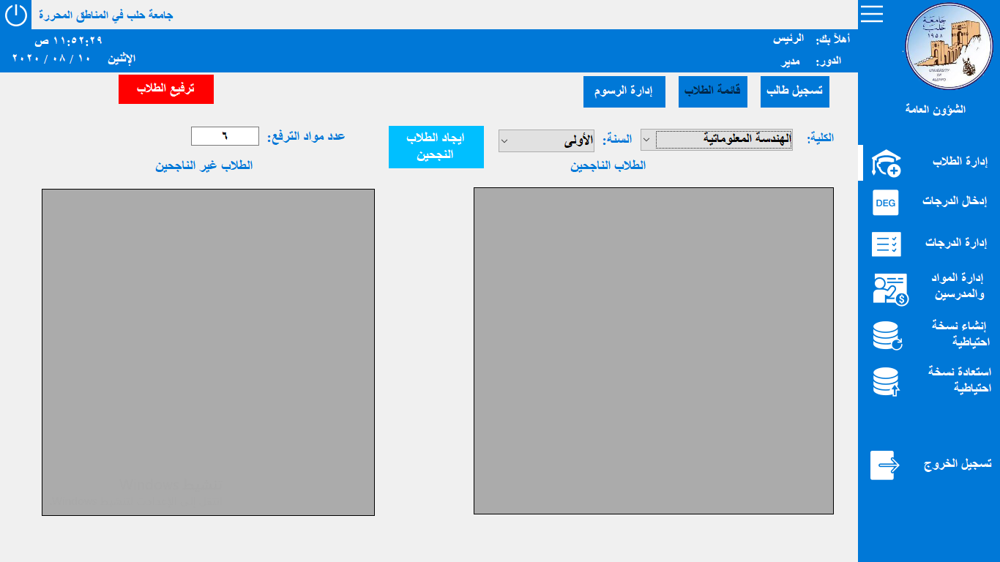 جامعة حلب في المناطق المحررة
أهلاً بك: الرئيس
الدور: مدير
١١:٥٢:٢٩ ص
الإثنين ١٠ / ٠٨ / ٢٠٢٠
جامعة
حلب
١٩٥٨
UNIVERSITY
OF
ALEPPO
الشؤون العامة
إدارة الطلاب
DEG
إدخال الدرجات
إدارة الدرجات
إدارة المواد
والمدرسين
إنشاء نسخة
احتياطية
استعادة نسخة
احتياطية
تسجيل الخروج
تسجيل طالب
قائمة الطلاب
إدارة الرسوم
ترفيع الطلاب
الكلية: الهندسة المعلوماتية
السنة: الأولى
ايجاد الطلاب
النجحين
عدد مواد الترفع: ٦
الطلاب الناجحين
الطلاب غير الناجحين